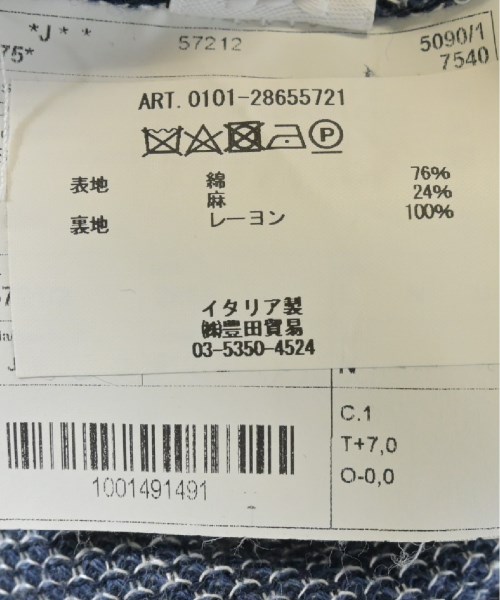 *J * *
57212
5090/1
75*
7540
ART. 0101-28655721
P
表地 綿 76%
麻 24%
裏地 レーヨン 100%
イタリア製
㈱豊田貿易
03-5350-4524
C.1
T+7,0
O-0,0
1001491491